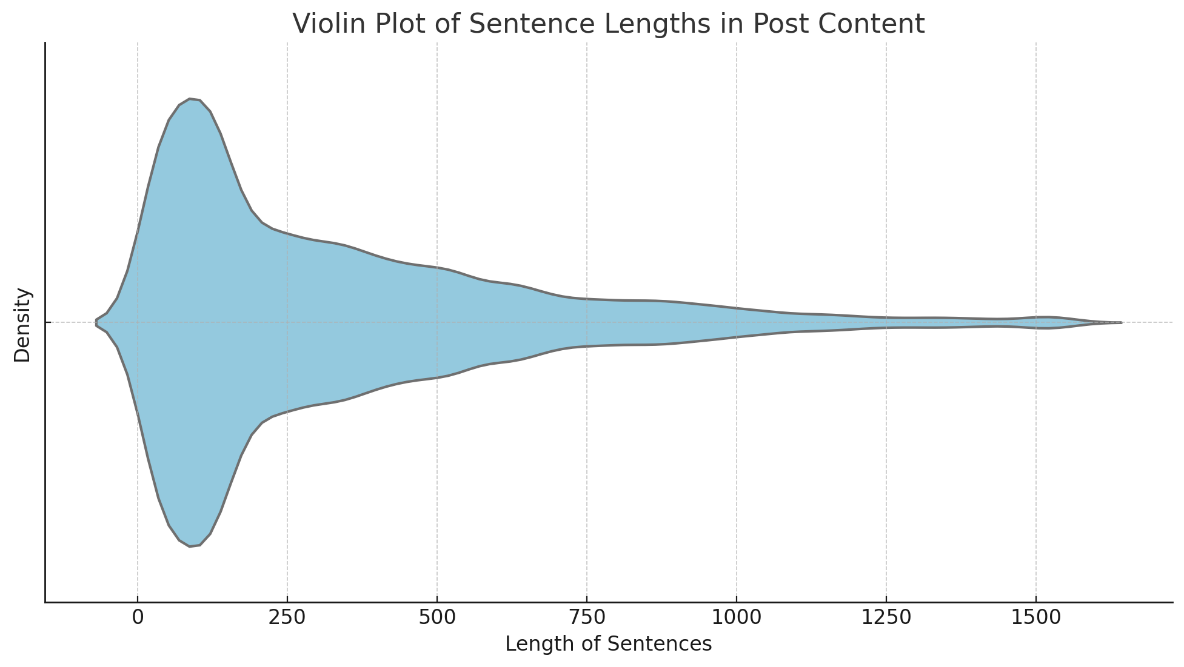 Violin Plot of Sentence Lengths in Post Content
Density
0 250 500 750 1000 1250 1500
Length of Sentences